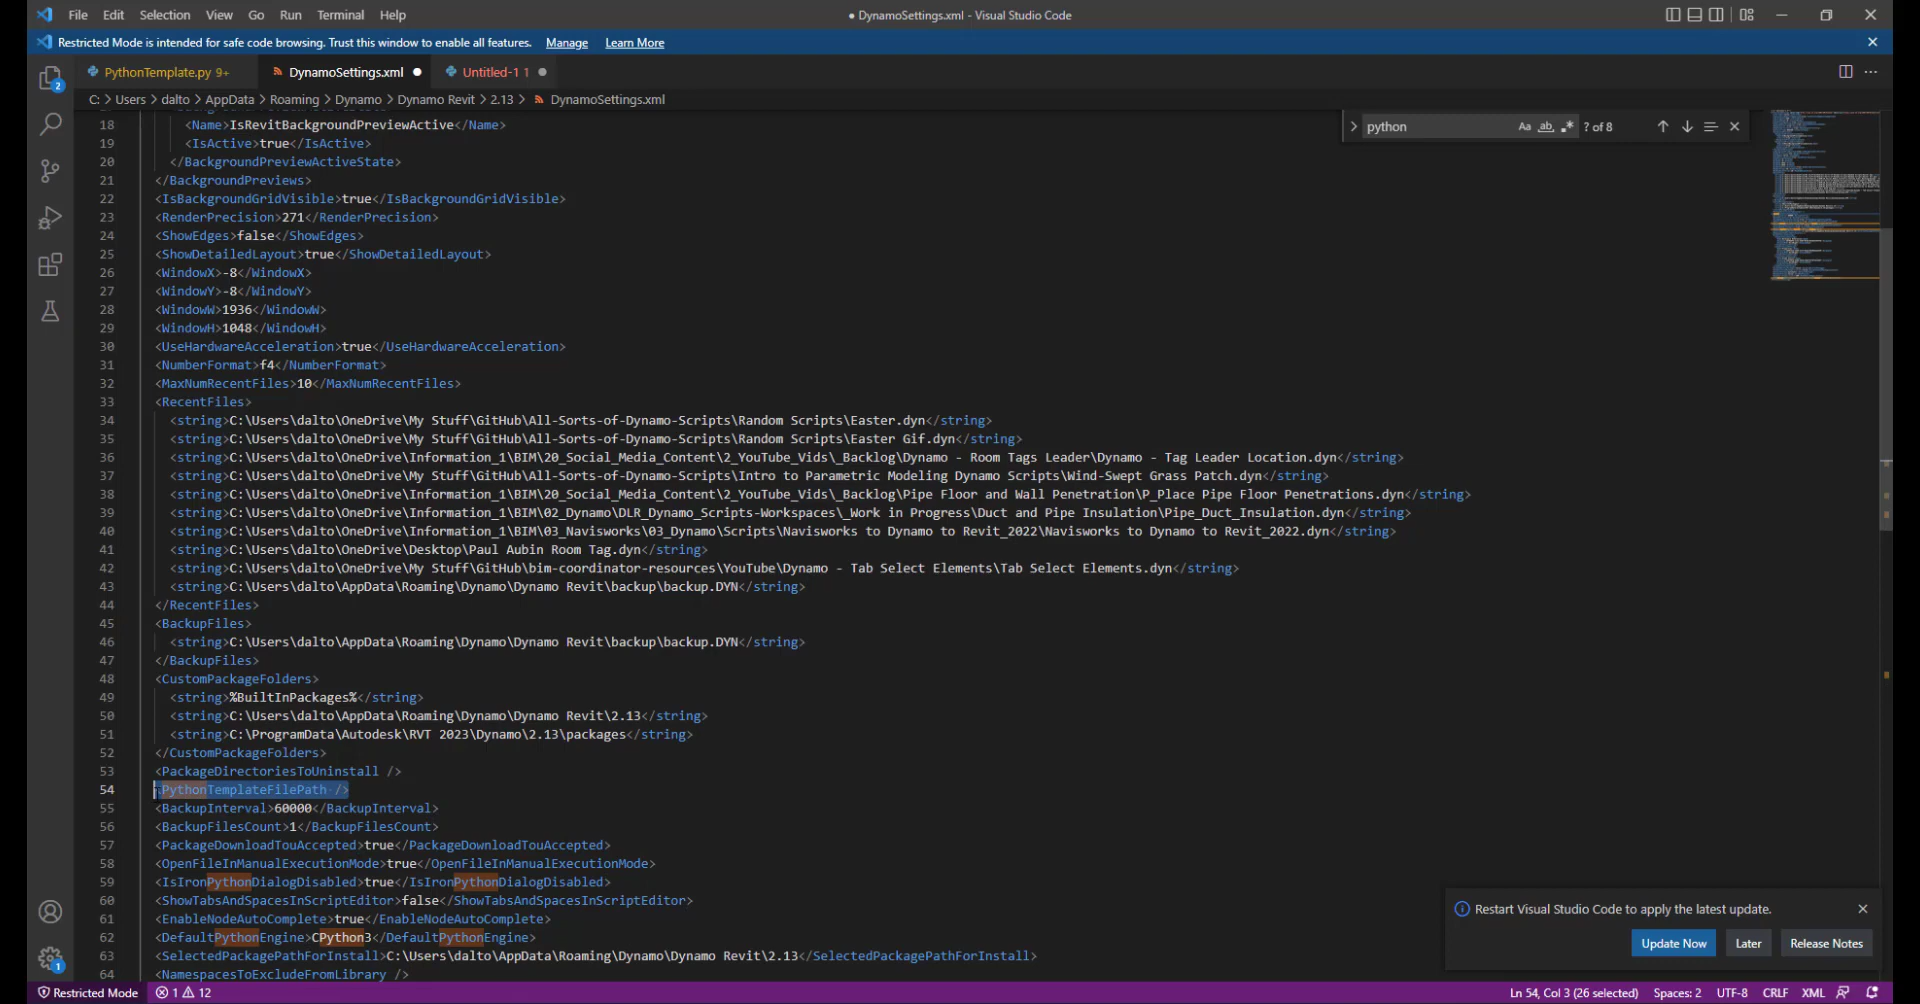 File Edit Selection View Go Run Terminal Help
● DynamoSettings.xml - Visual Studio Code
Restricted Mode is intended for safe code browsing. Trust this window to enable all features. Manage Learn More
PythonTemplate.py 9+ DynamoSettings.xml ● Untitled-1 1 ●
C: > Users > dalto > AppData > Roaming > Dynamo > Dynamo Revit > 2.13 > DynamoSettings.xml
python Aa ab ? of 8
18 <Name>IsRevitBackgroundPreviewActive</Name>
19 <IsActive>true</IsActive>
20 </BackgroundPreviewActiveState>
21 </BackgroundPreviews>
22 <IsBackgroundGridVisible>true</IsBackgroundGridVisible>
23 <RenderPrecision>271</RenderPrecision>
24 <ShowEdges>false</ShowEdges>
25 <ShowDetailedLayout>true</ShowDetailedLayout>
26 <WindowX>-8</WindowX>
27 <WindowY>-8</WindowY>
28 <WindowW>1936</WindowW>
29 <WindowH>1048</WindowH>
30 <UseHardwareAcceleration>true</UseHardwareAcceleration>
31 <NumberFormat>f4</NumberFormat>
32 <MaxNumRecentFiles>10</MaxNumRecentFiles>
33 <RecentFiles>
34 <string>C:\Users\dalto\OneDrive\My Stuff\GitHub\All-Sorts-of-Dynamo-Scripts\Random Scripts\Easter.dyn</string>
35 <string>C:\Users\dalto\OneDrive\My Stuff\GitHub\All-Sorts-of-Dynamo-Scripts\Random Scripts\Easter Gif.dyn</string>
36 <string>C:\Users\dalto\OneDrive\Information_1\BIM\20_Social_Media_Content\2_YouTube_Vids\_Backlog\Dynamo - Room Tags Leader\Dynamo - Tag Leader Location.dyn</string>
37 <string>C:\Users\dalto\OneDrive\My Stuff\GitHub\All-Sorts-of-Dynamo-Scripts\Intro to Parametric Modeling Dynamo Scripts\Wind-Swept Grass Patch.dyn</string>
38 <string>C:\Users\dalto\OneDrive\Information_1\BIM\20_Social_Media_Content\2_YouTube_Vids\_Backlog\Pipe Floor and Wall Penetration\P_Place Pipe Floor Penetrations.dyn</string>
39 <string>C:\Users\dalto\OneDrive\Information_1\BIM\02_Dynamo\DLR_Dynamo_Scripts-Workspaces\_Work in Progress\Duct and Pipe Insulation\Pipe_Duct_Insulation.dyn</string>
40 <string>C:\Users\dalto\OneDrive\Information_1\BIM\03_Navisworks\03_Dynamo\Scripts\Navisworks to Dynamo to Revit_2022\Navisworks to Dynamo to Revit_2022.dyn</string>
41 <string>C:\Users\dalto\OneDrive\Desktop\Paul Aubin Room Tag.dyn</string>
42 <string>C:\Users\dalto\OneDrive\My Stuff\GitHub\bim-coordinator-resources\YouTube\Dynamo - Tab Select Elements\Tab Select Elements.dyn</string>
43 <string>C:\Users\dalto\AppData\Roaming\Dynamo\Dynamo Revit\backup\backup.DYN</string>
44 </RecentFiles>
45 <BackupFiles>
46 <string>C:\Users\dalto\AppData\Roaming\Dynamo\Dynamo Revit\backup\backup.DYN</string>
47 </BackupFiles>
48 <CustomPackageFolders>
49 <string>%BuiltInPackages%</string>
50 <string>C:\Users\dalto\AppData\Roaming\Dynamo\Dynamo Revit\2.13</string>
51 <string>C:\ProgramData\Autodesk\RVT 2023\Dynamo\2.13\packages</string>
52 </CustomPackageFolders>
53 <PackageDirectoriesToUninstall />
54 <PythonTemplateFilePath />
55 <BackupInterval>60000</BackupInterval>
56 <BackupFilesCount>1</BackupFilesCount>
57 <PackageDownloadTouAccepted>true</PackageDownloadTouAccepted>
58 <OpenFileInManualExecutionMode>true</OpenFileInManualExecutionMode>
59 <IsIronPythonDialogDisabled>true</IsIronPythonDialogDisabled>
60 <ShowTabsAndSpacesInScriptEditor>false</ShowTabsAndSpacesInScriptEditor>
61 <EnableNodeAutoComplete>true</EnableNodeAutoComplete>
62 <DefaultPythonEngine>CPython3</DefaultPythonEngine>
63 <SelectedPackagePathForInstall>C:\Users\dalto\AppData\Roaming\Dynamo\Dynamo Revit\2.13</SelectedPackagePathForInstall>
64 <NamespacesToExcludeFromLibrary />
Restart Visual Studio Code to apply the latest update.
Update Now Later Release Notes
Restricted Mode 1 12 Ln 54, Col 3 (26 selected) Spaces: 2 UTF-8 CRLF XML